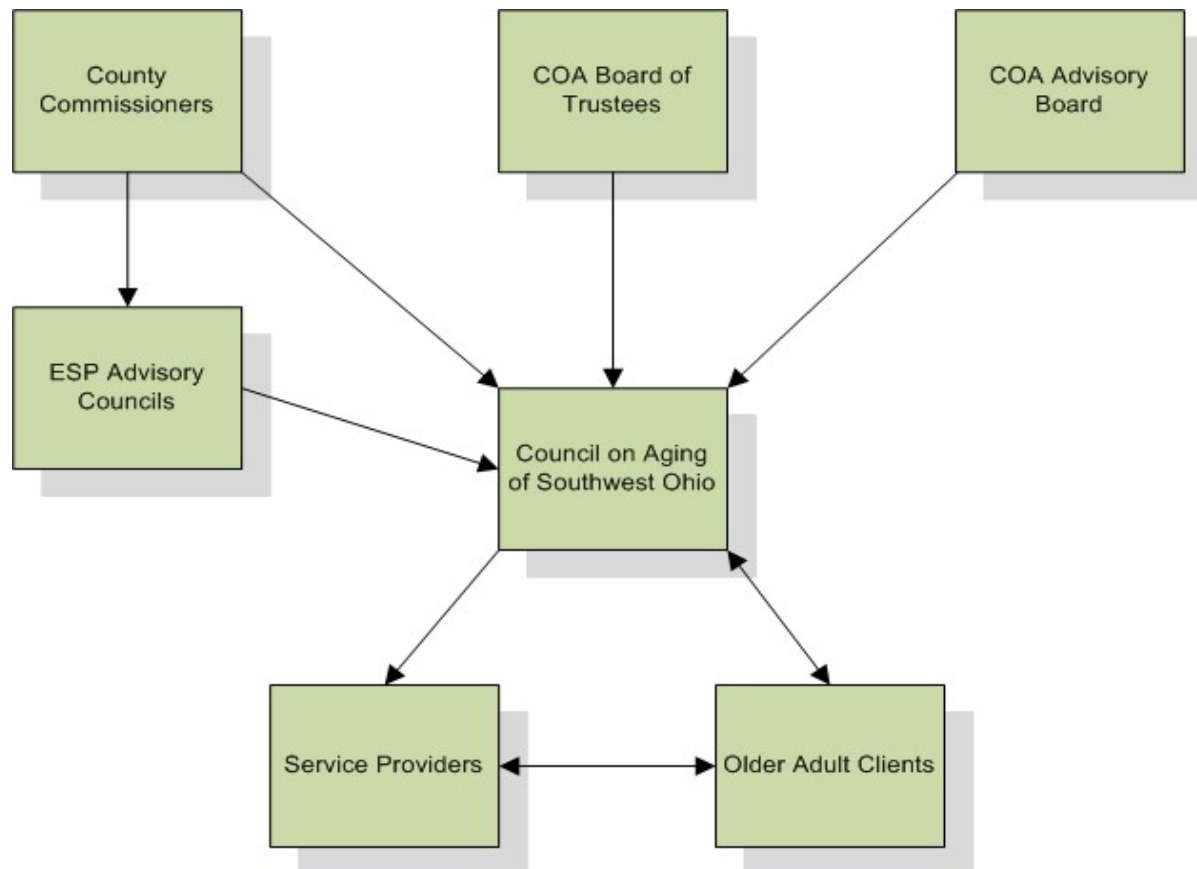 County
Commissioners
COA Board of
Trustees
COA Advisory
Board
ESP Advisory
Councils
Council on Aging
of Southwest Ohio
Service Providers
Older Adult Clients